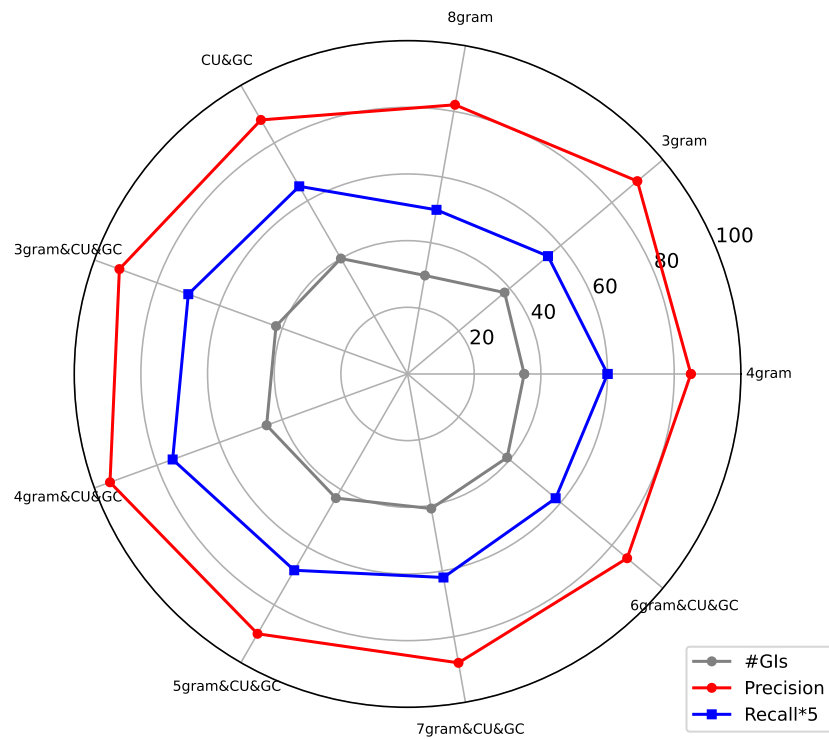 8gram
CU&GC
3gram
100
3gram&CU&GC
80
60
40
20
4gram
4gram&CU&GC
6gram&CU&GC
5gram&CU&GC
7gram&CU&GC
#GIs
Precision
Recall*5